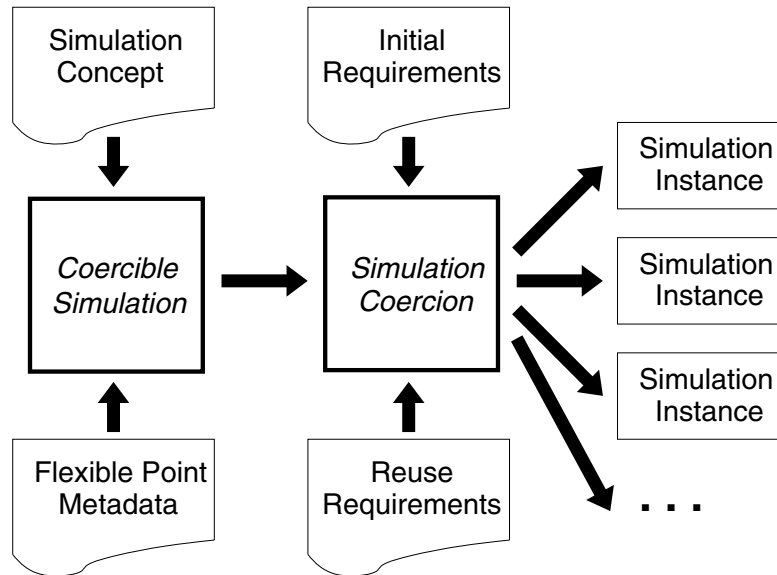 Simulation
Concept
Initial
Requirements
Simulation
Instance
Coercible
Simulation
Simulation
Coercion
Simulation
Instance
Simulation
Instance
Flexible Point
Metadata
Reuse
Requirements
. . .